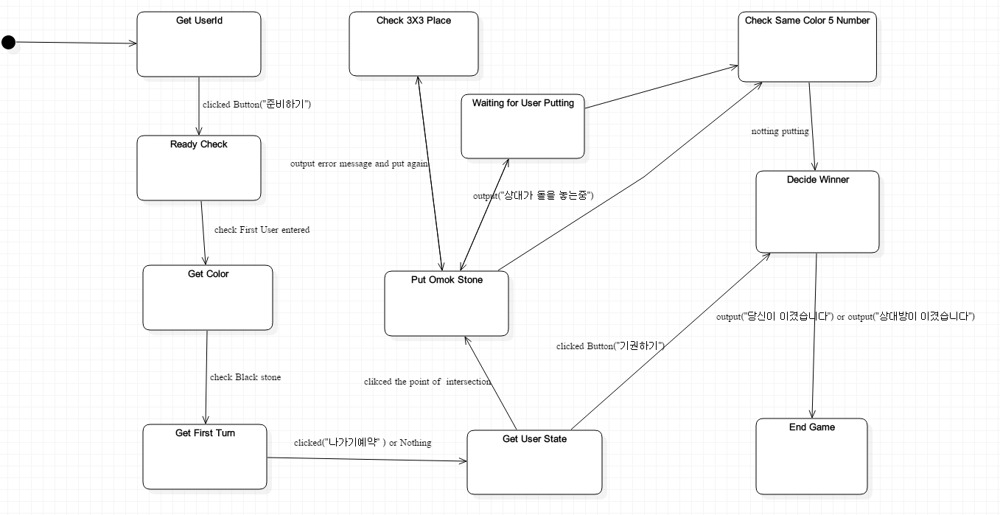 Get UserId
Check 3X3 Place
Check Same Color 5 Number
clicked Button("준비하기")
Waiting for User Putting
notting putting
Ready Check
output error message and put again
output("상대가 돌을 놓는중")
Decide Winner
check First User entered
Get Color
Put Omok Stone
output("당신이 이겼습니다") or output("상대방이 이겼습니다")
clicked Button("기권하기")
check Black stone
clikced the point of  intersection
Get First Turn
clicked("나가기예약" ) or Nothing
Get User State
End Game